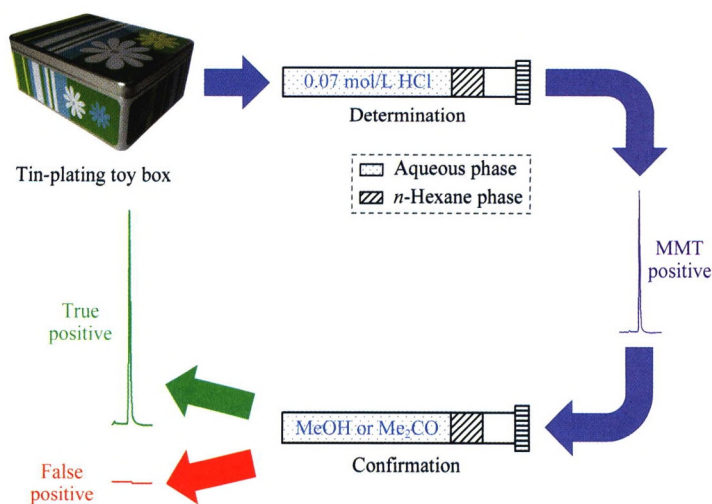 0.07 mol/L HCl
Determination
Tin-plating toy box
Aqueous phase
n-Hexane phase
MMT
positive
True
positive
MeOH or Me₂CO
Confirmation
False
positive